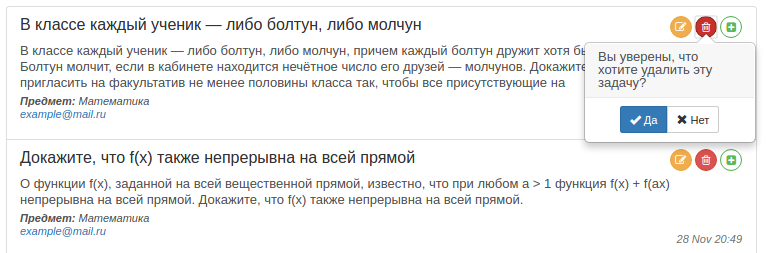 В классе каждый ученик — либо болтун, либо молчун
В классе каждый ученик — либо болтун, либо молчун, причем каждый болтун дружит хотя
Болтун молчит, если в кабинете находится нечётное число его друзей — молчунов. Докажите
пригласить на факультатив не менее половины класса так, чтобы все присутствующие на
Предмет: Математика
example@mail.ru
Вы уверены, что
хотите удалить эту
задачу?
Да Нет
Докажите, что f(x) также непрерывна на всей прямой
О функции f(x), заданной на всей вещественной прямой, известно, что при любом a > 1 функция f(x) + f(ax)
непрерывна на всей прямой. Докажите, что f(x) также непрерывна на всей прямой.
Предмет: Математика
example@mail.ru
28 Nov 20:49